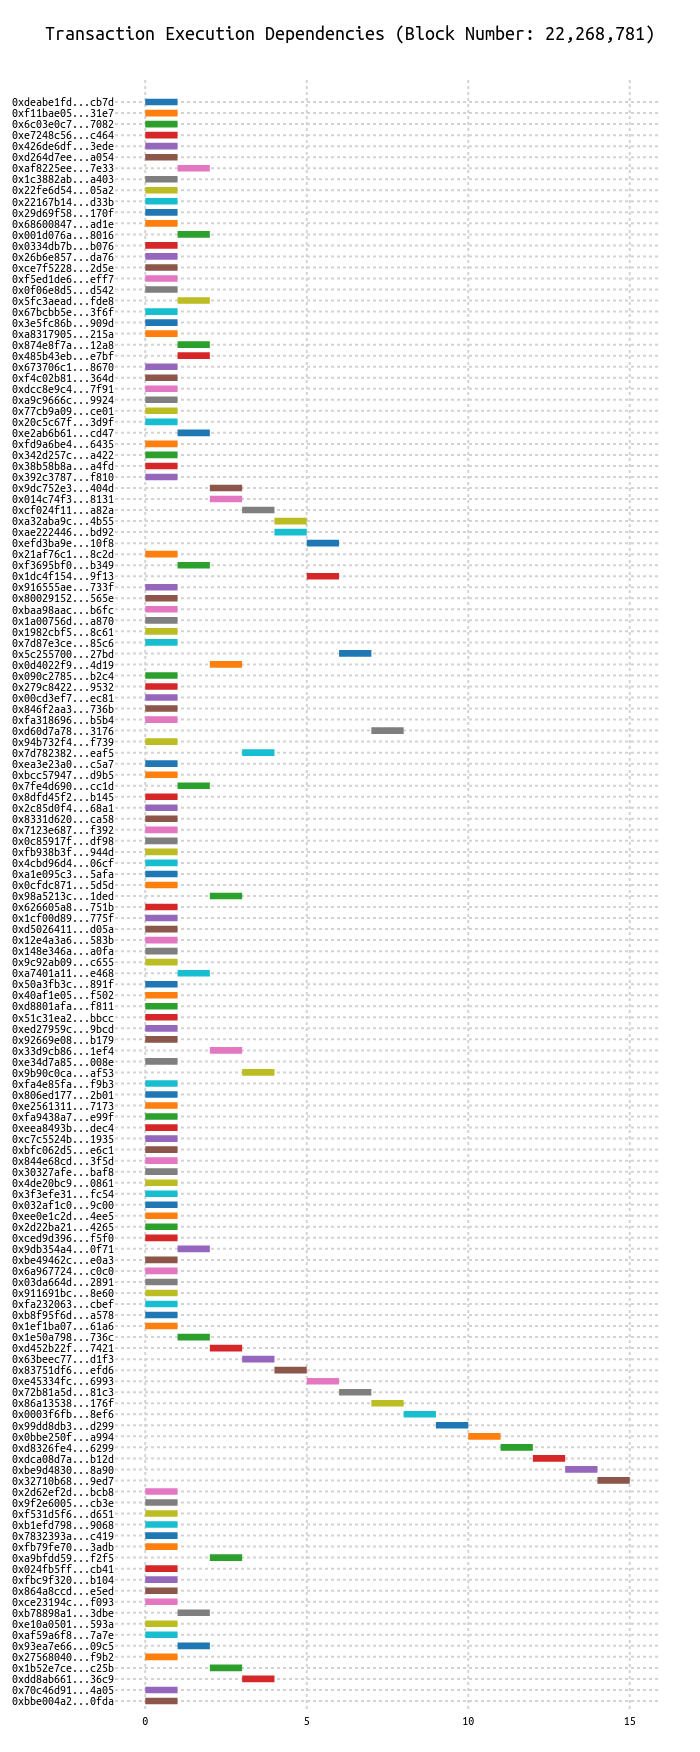 Transaction Execution Dependencies (Block Number: 22,268,781)
0xdeabe1fd...cb7d
0xf11bae05...31e7
0x6c03e0c7...7082
0xe7248c56...c464
0x426de6df...3ede
0xd264d7ee...a054
0xaf8225ee...7e33
0x1c3882ab...a403
0x22fe6d54...05a2
0x22167b14...d33b
0x29d69f58...170f
0x68600847...ad1e
0x001d076a...8016
0x0334db7b...b076
0x26b6e857...da76
0xce7f5228...2d5e
0xf5ed1de6...eff7
0x0f06e8d5...d542
0x5fc3aead...fde8
0x67bcbb5e...3f6f
0x3e5fc86b...909d
0xa8317905...215a
0x874e8f7a...12a8
0x485b43eb...e7bf
0x673706c1...8670
0xf4c02b81...364d
0xdcc8e9c4...7f91
0xa9c9666c...9924
0x77cb9a09...ce01
0x20c5c67f...3d9f
0xe2ab6b61...cd47
0xfd9a6be4...6435
0x342d257c...a422
0x38b58b8a...a4fd
0x392c3787...f810
0x9dc752e3...404d
0x014c74f3...8131
0xcf024f11...a82a
0xa32aba9c...4b55
0xae222446...bd92
0xefd3ba9e...10f8
0x21af76c1...8c2d
0xf3695bf0...b349
0x1dc4f154...9f13
0x916555ae...733f
0x80029152...565e
0xbaa98aac...b6fc
0x1a00756d...a870
0x1982cbf5...8c61
0x7d87e3ce...85c6
0x5c255700...27bd
0x0d4022f9...4d19
0x090c2785...b2c4
0x279c8422...9532
0x00cd3ef7...ec81
0x846f2aa3...736b
0xfa318696...b5b4
0xd60d7a78...3176
0x94b732f4...f739
0x7d782382...eaf5
0xea3e23a0...c5a7
0xbcc57947...d9b5
0x7fe4d690...cc1d
0x8dfd45f2...b145
0x2c85d0f4...68a1
0x8331d620...ca58
0x7123e687...f392
0x0c85917f...df98
0xfb938b3f...944d
0x4cbd96d4...06cf
0xa1e095c3...5afa
0x0cfdc871...5d5d
0x98a5213c...1ded
0x626605a8...751b
0x1cf00d89...775f
0xd5026411...d05a
0x12e4a3a6...583b
0x148e346a...a0fa
0x9c92ab09...c655
0xa7401a11...e468
0x50a3fb3c...891f
0x40af1e05...f502
0xd8801afa...f811
0x51c31ea2...bbcc
0xed27959c...9bcd
0x92669e08...b179
0x33d9cb86...1ef4
0xe34d7a85...008e
0x9b90c0ca...af53
0xfa4e85fa...f9b3
0x806ed177...2b01
0xe2561311...7173
0xfa9438a7...e99f
0xeea8493b...dec4
0xc7c5524b...1935
0xbfc062d5...e6c1
0x844e68cd...3f5d
0x30327afe...baf8
0x4de20bc9...0861
0x3f3efe31...fc54
0x032af1c0...9c00
0xee0e1c2d...4ee5
0x2d22ba21...4265
0xced9d396...f5f0
0x9db354a4...0f71
0xbe49462c...e0a3
0x6a967724...c0c0
0x03da664d...2891
0x911691bc...8e60
0xfa232063...cbef
0xb8f95f6d...a578
0x1ef1ba07...61a6
0x1e50a798...736c
0xd452b22f...7421
0x63beec77...d1f3
0x83751df6...efd6
0xe45334fc...6993
0x72b81a5d...81c3
0x86a13538...176f
0x0003f6fb...8ef6
0x99dd8db3...d299
0x0bbe250f...a994
0xd8326fe4...6299
0xdca08d7a...b12d
0xbe9d4830...8a90
0x32710b68...9ed7
0x2d62ef2d...bcb8
0x9f2e6005...cb3e
0xf531d5f6...d651
0xb1efd798...9068
0x7832393a...c419
0xfb79fe70...3adb
0xa9bfdd59...f2f5
0x024fb5ff...cb41
0xfbc9f320...b104
0x864a8ccd...e5ed
0xce23194c...f093
0xb78898a1...3dbe
0xe10a0501...593a
0xaf59a6f8...7a7e
0x93ea7e66...09c5
0x27568040...f9b2
0x1b52e7ce...c25b
0xdd8ab661...36c9
0x70c46d91...4a05
0xbbe004a2...0fda
0 5 10 15